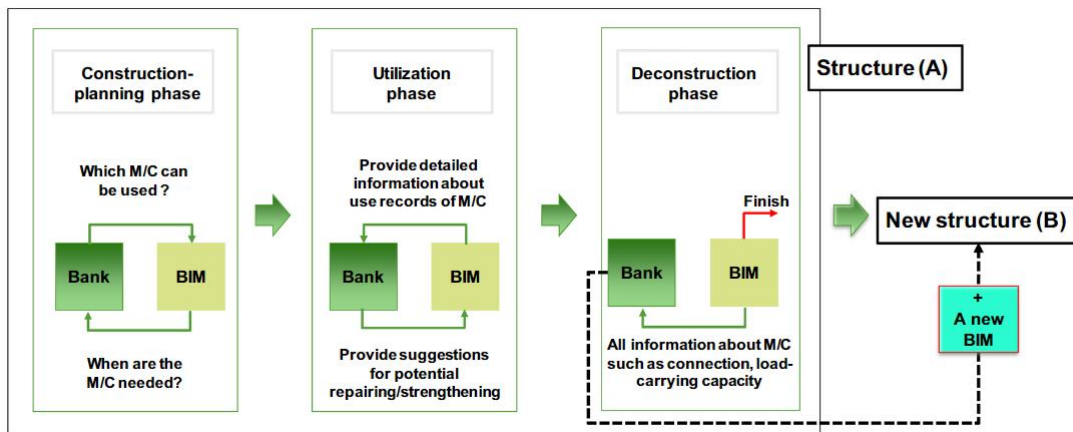 Construction-
planning phase
Which M/C can
be used ?
Bank
BIM
When are the
M/C needed?
Utilization
phase
Provide detailed
information about
use records of M/C
Bank
BIM
Provide suggestions
for potential
repairing/strengthening
Deconstruction
phase
Finish
Bank
BIM
All information about M/C
such as connection, load-
carrying capacity
Structure (A)
New structure (B)
+
A new
BIM